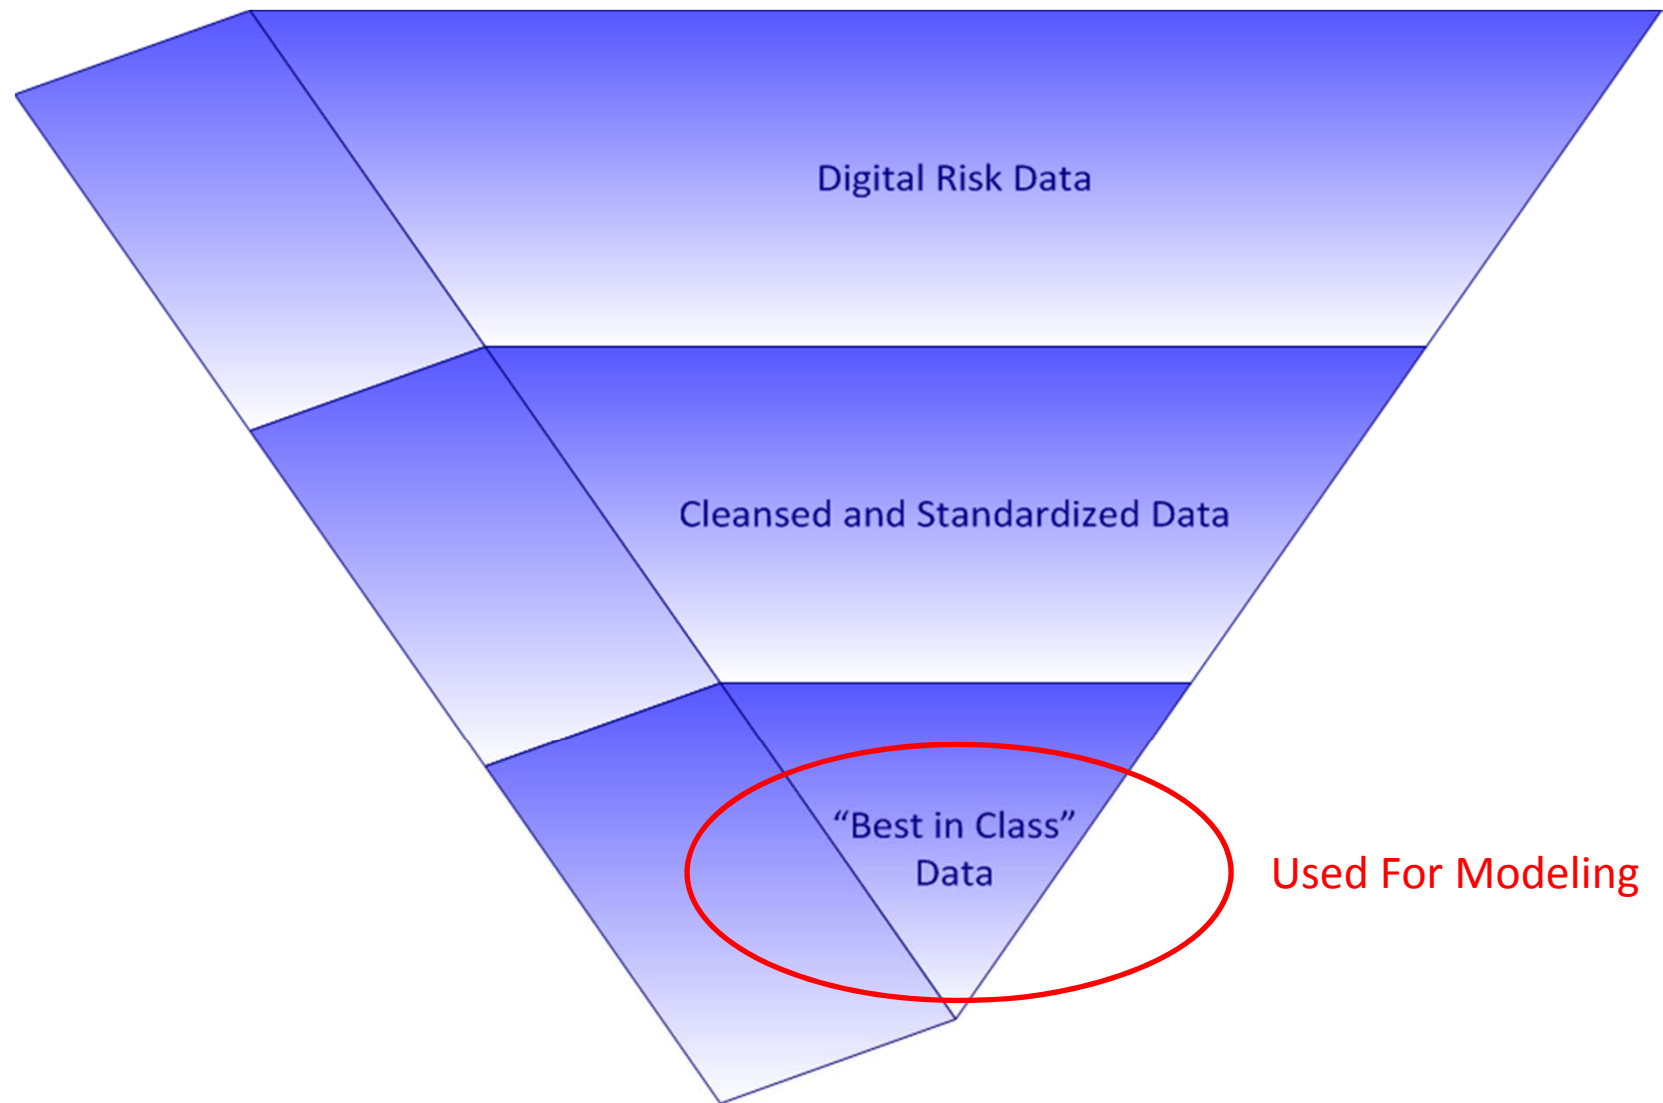 Digital Risk Data
Cleansed and Standardized Data
“Best in Class”
Data
Used For Modeling